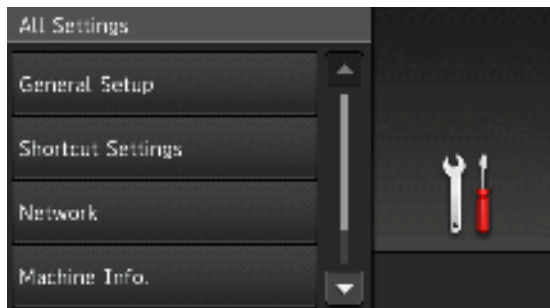 All Settings
General Setup
Shortcut Settings
Network
Machine Info.